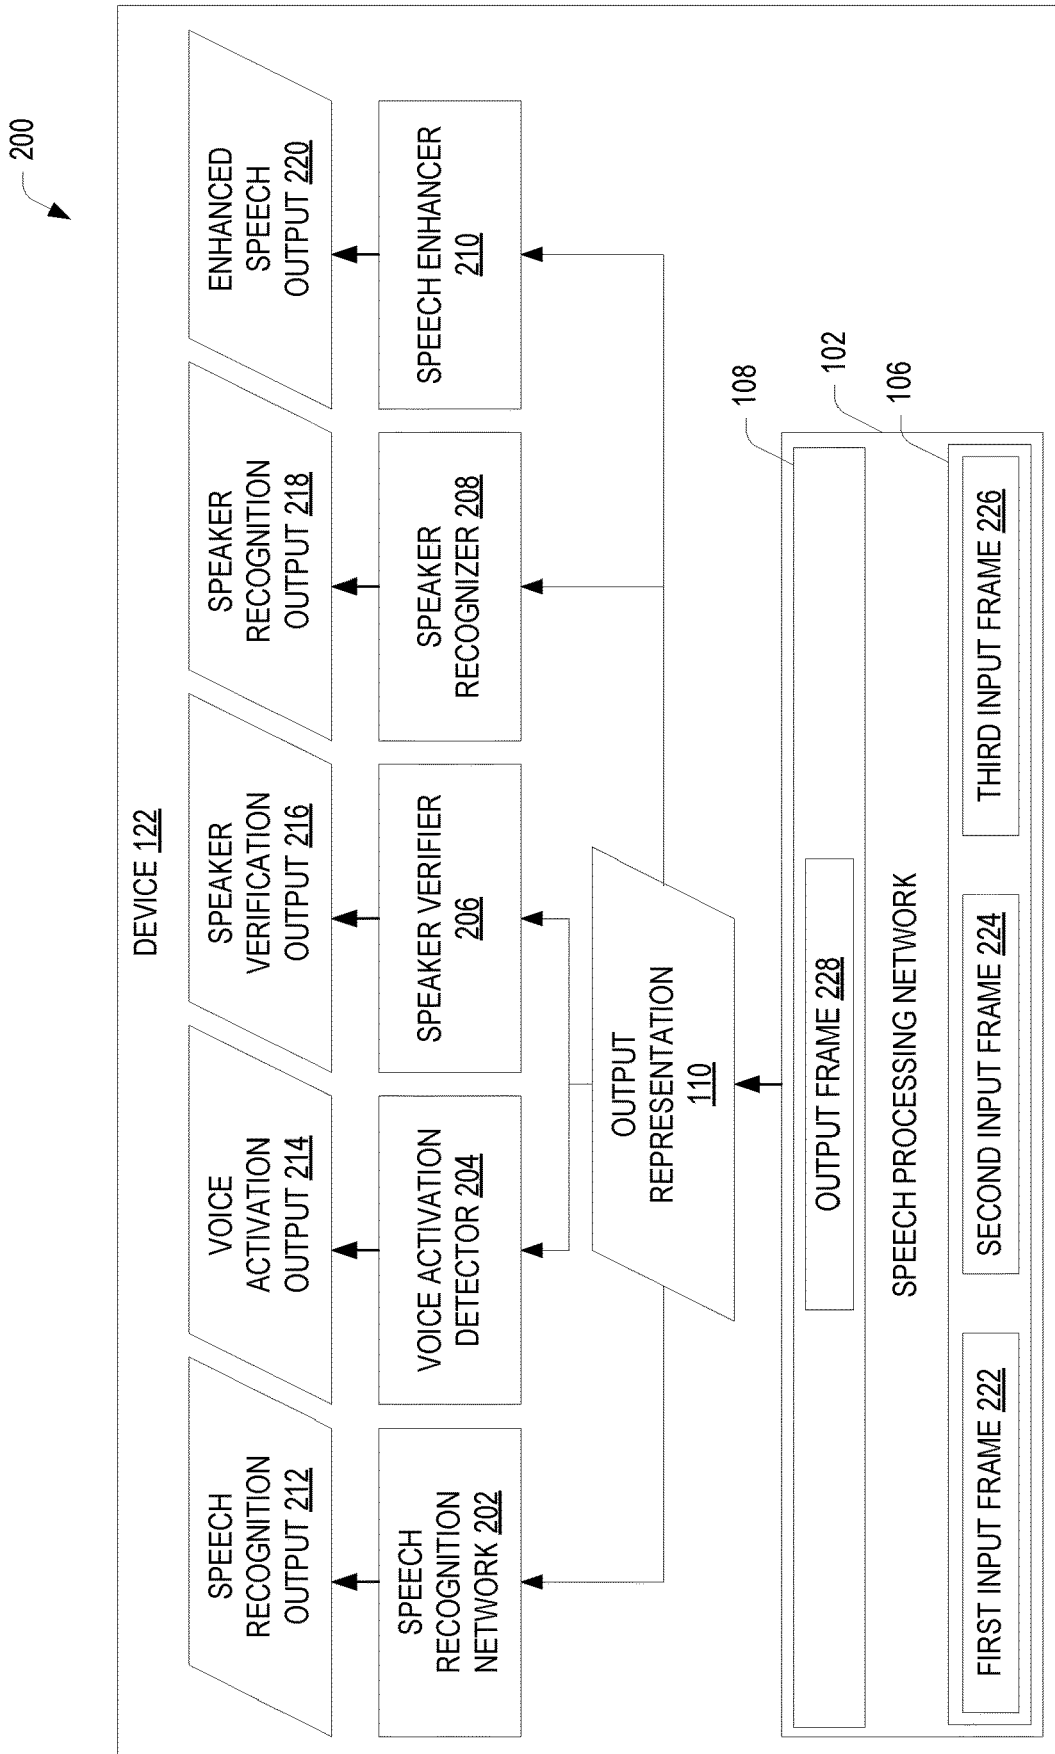 200
DEVICE 122
SPEECH
RECOGNITION
OUTPUT 212
VOICE
ACTIVATION
OUTPUT 214
SPEAKER
VERIFICATION
OUTPUT 216
SPEAKER
RECOGNITION
OUTPUT 218
ENHANCED
SPEECH
OUTPUT 220
SPEECH
RECOGNITION
NETWORK 202
VOICE ACTIVATION
DETECTOR 204
SPEAKER VERIFIER
206
SPEAKER
RECOGNIZER 208
SPEECH ENHANCER
210
OUTPUT
REPRESENTATION
110
108
OUTPUT FRAME 228
102
SPEECH PROCESSING NETWORK
106
FIRST INPUT FRAME 222
SECOND INPUT FRAME 224
THIRD INPUT FRAME 226